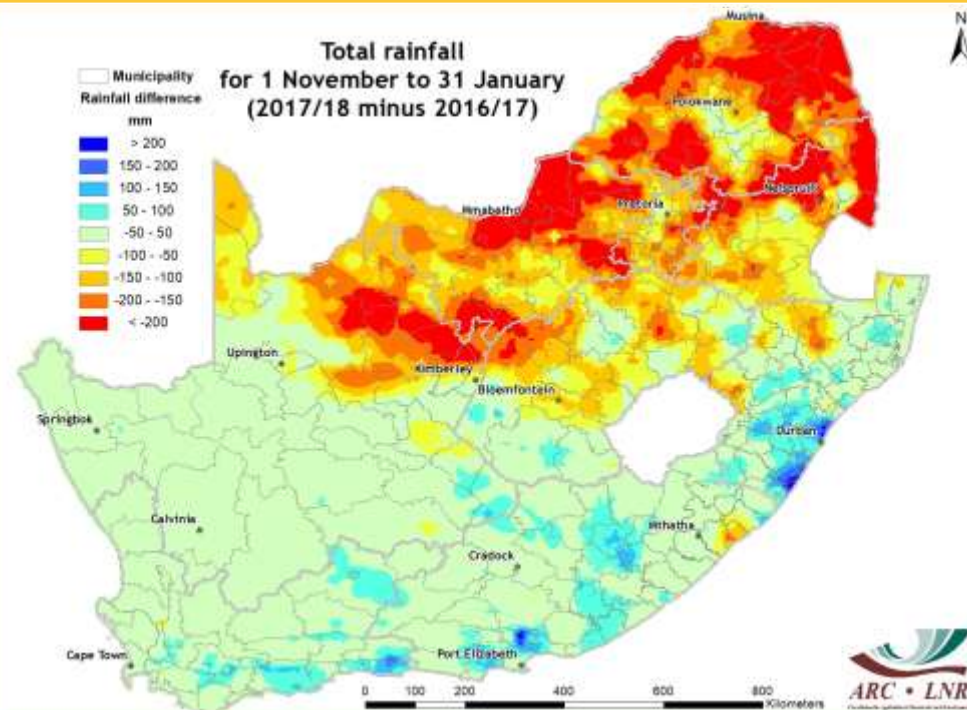 Musina
N
Total rainfall
for 1 November to 31 January
(2017/18 minus 2016/17)
Municipality
Rainfall difference
mm
> 200
150 - 200
100 - 150
50 - 100
-50 - 50
-100 - -50
-150 - -100
-200 - -150
< -200
Polokwane
Nelspruit
Pretoria
Mmabatho
Upington
Kimberley
Bloemfontein
Springbok
Durban
Calvinia
Mthatha
Cradock
Cape Town
Port Elizabeth
0 100 200 400 600 800
Kilometers
ARC • LNR